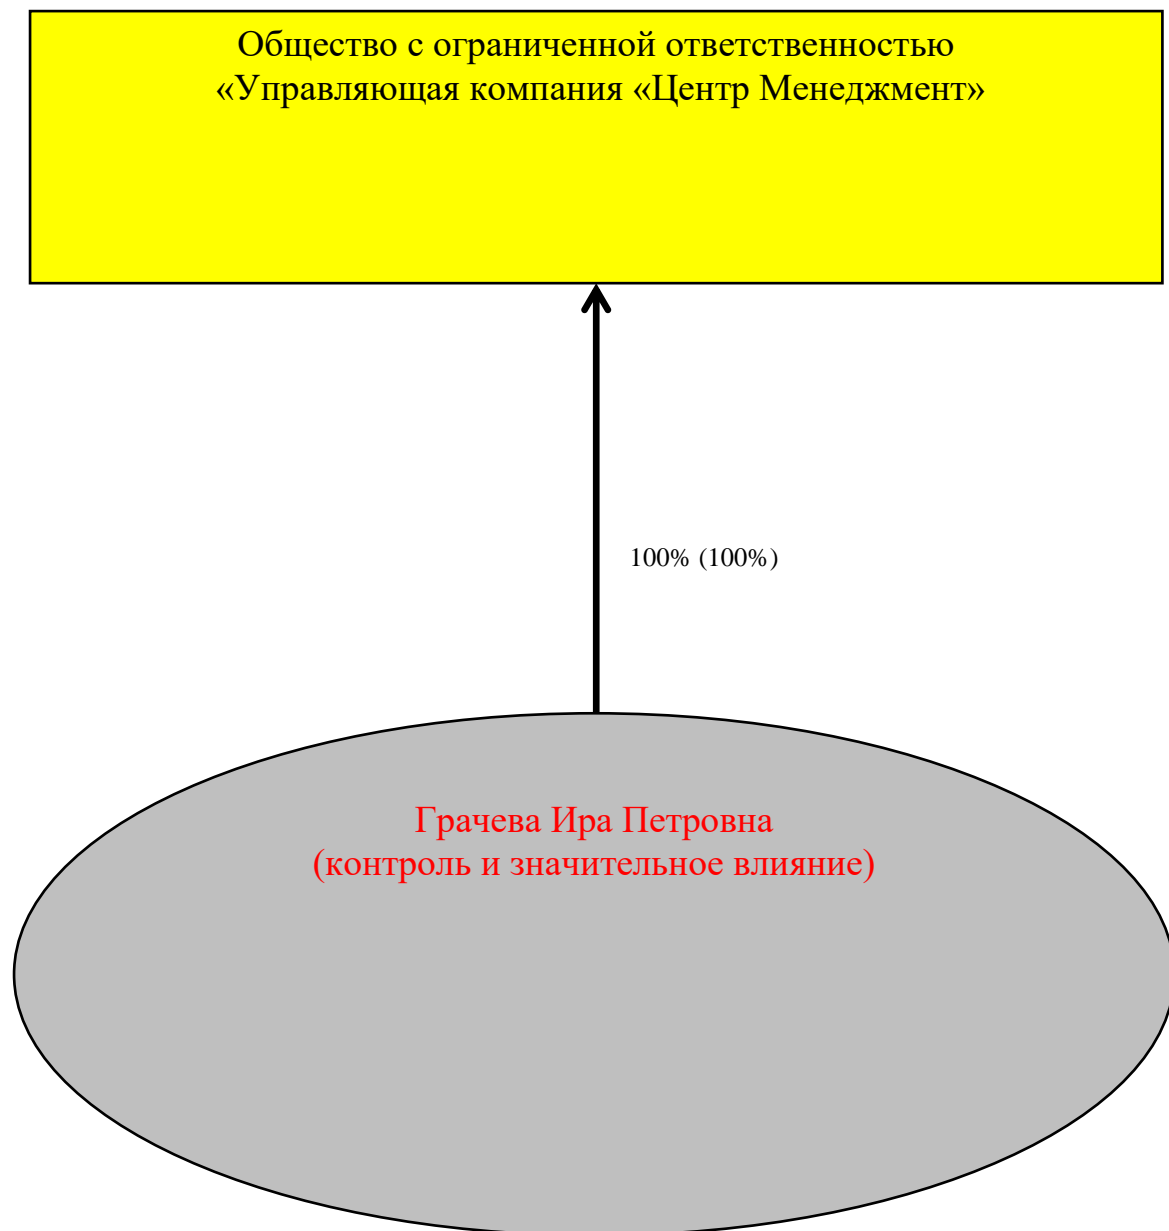 Общество с ограниченной ответственностью
«Управляющая компания «Центр Менеджмент»
100% (100%)
Грачева Ира Петровна
(контроль и значительное влияние)